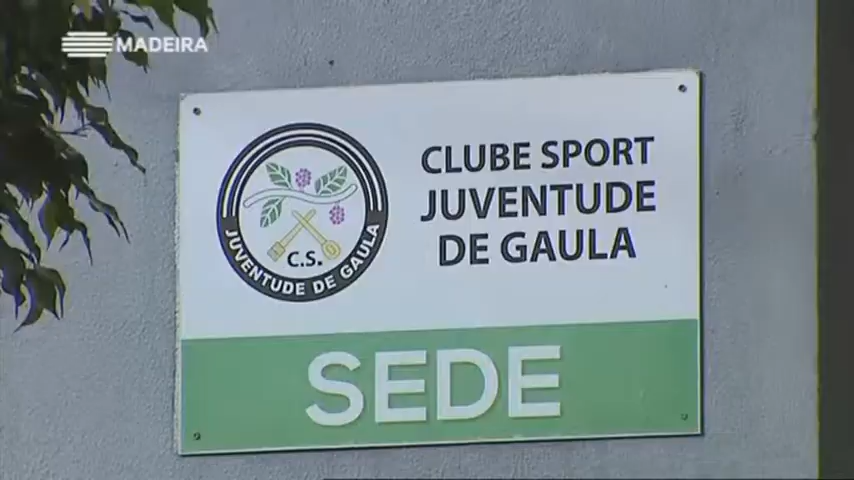 MADEIRA
CLUBE SPORT
JUVENTUDE
DE GAULA
C.S.
JUVENTUDE DE GAULA
SEDE